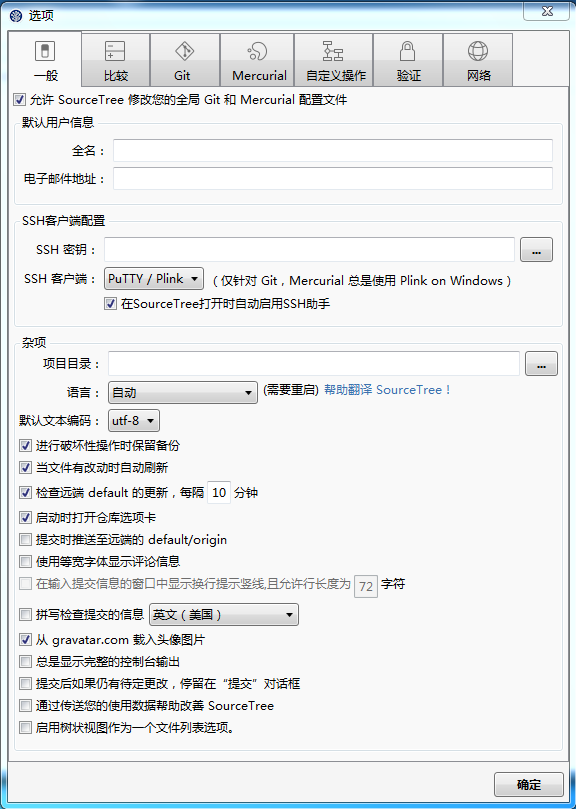 选项
一般 比较 Git Mercurial 自定义操作 验证 网络
允许 SourceTree 修改您的全局 Git 和 Mercurial 配置文件
默认用户信息
全名：
电子邮件地址：
SSH客户端配置
SSH 密钥： ...
SSH 客户端： PuTTY / Plink （仅针对 Git，Mercurial 总是使用 Plink on Windows）
在SourceTree打开时自动启用SSH助手
杂项
项目目录： ...
语言： 自动 (需要重启) 帮助翻译 SourceTree！
默认文本编码： utf-8
进行破坏性操作时保留备份
当文件有改动时自动刷新
检查远端 default 的更新，每隔 10 分钟
启动时打开仓库选项卡
提交时推送至远端的 default/origin
使用等宽字体显示评论信息
在输入提交信息的窗口中显示换行提示竖线,且允许行长度为 72 字符
拼写检查提交的信息 英文（美国）
从 gravatar.com 载入头像图片
总是显示完整的控制台输出
提交后如果仍有待定更改，停留在“提交”对话框
通过传送您的使用数据帮助改善 SourceTree
启用树状视图作为一个文件列表选项。
确定